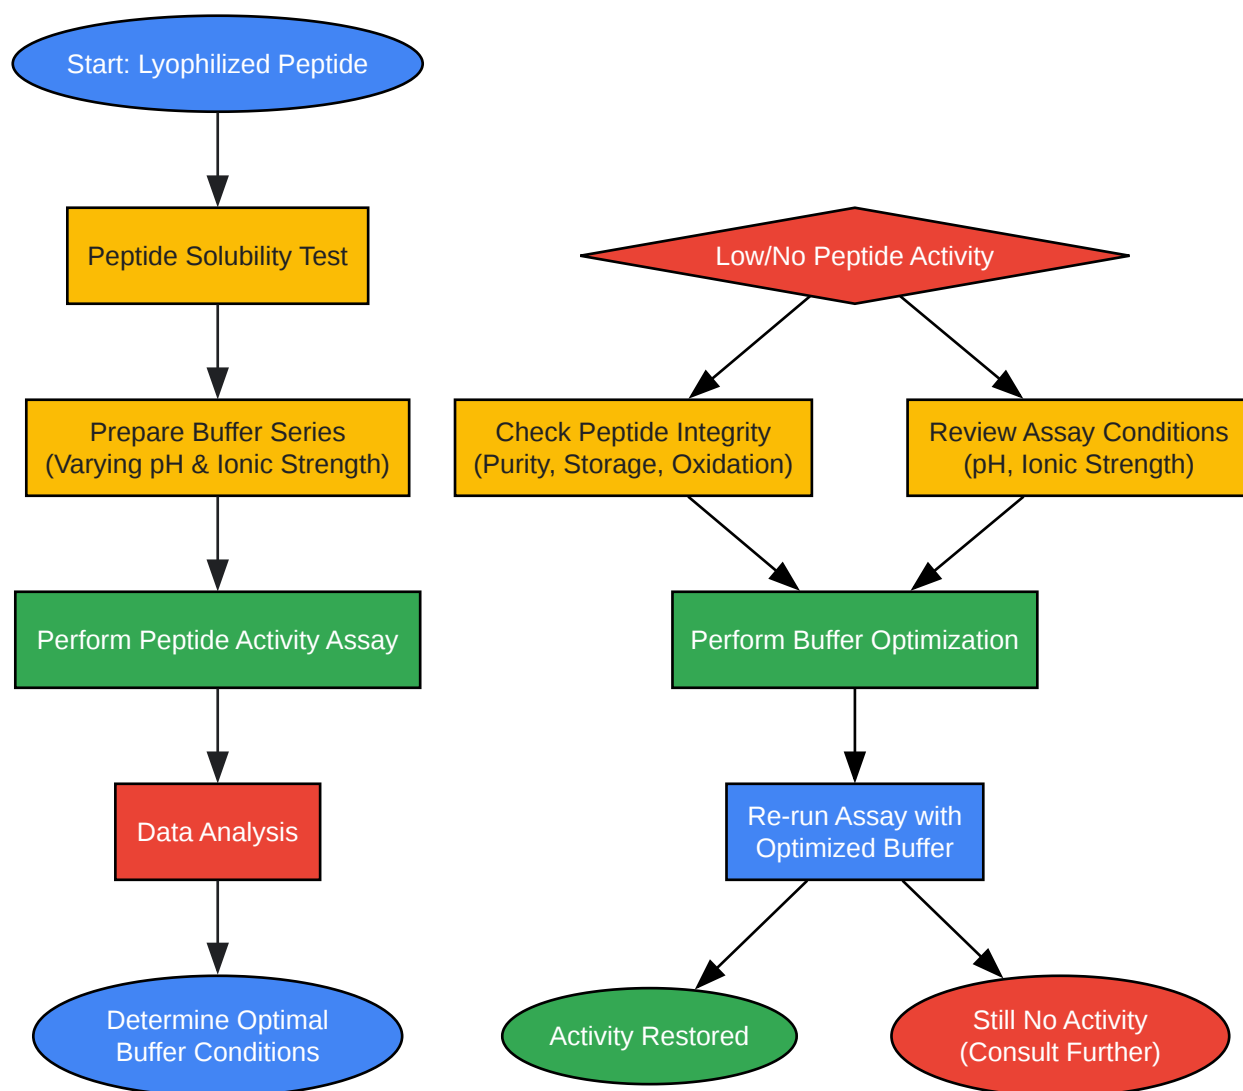 Start: Lyophilized Peptide
Peptide Solubility Test
Prepare Buffer Series
(Varying pH & Ionic Strength)
Perform Peptide Activity Assay
Data Analysis
Determine Optimal
Buffer Conditions
Low/No Peptide Activity
Check Peptide Integrity
(Purity, Storage, Oxidation)
Review Assay Conditions
(pH, Ionic Strength)
Perform Buffer Optimization
Re-run Assay with
Optimized Buffer
Activity Restored
Still No Activity
(Consult Further)